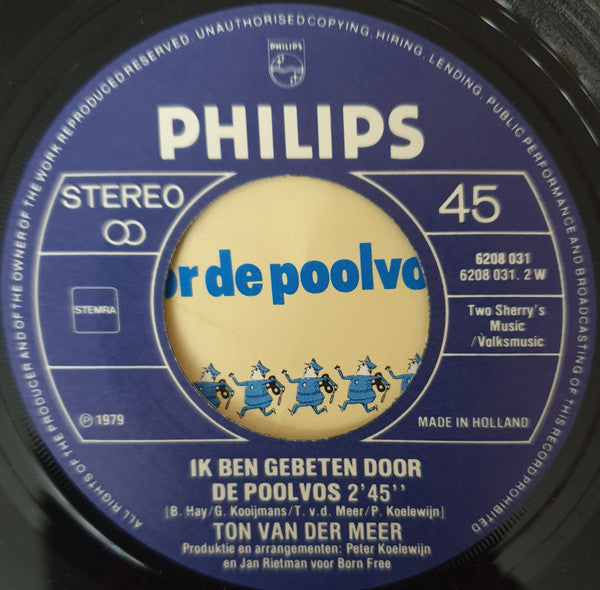 ALL RIGHTS OF THE PRODUCER AND OF THE OWNER OF THE WORK REPRODUCED RESERVED. UNAUTHORISED COPYING, HIRING, LENDING, PUBLIC PERFORMANCE AND BROADCASTING OF THIS RECORD PROHIBITED
PHILIPS
PHILIPS
STEREO
45
6208 031
6208 031. 2 W
STEMRA
Two Sherry's
Music
/Volksmusic
℗ 1979
MADE IN HOLLAND
or de poolvo
IK BEN GEBETEN DOOR
DE POOLVOS 2'45''
[B. Hay/G. Kooijmans/T. v.d. Meer/P. Koelewijn]
TON VAN DER MEER
Produktie en arrangementen: Peter Koelewijn
en Jan Rietman voor Born Free